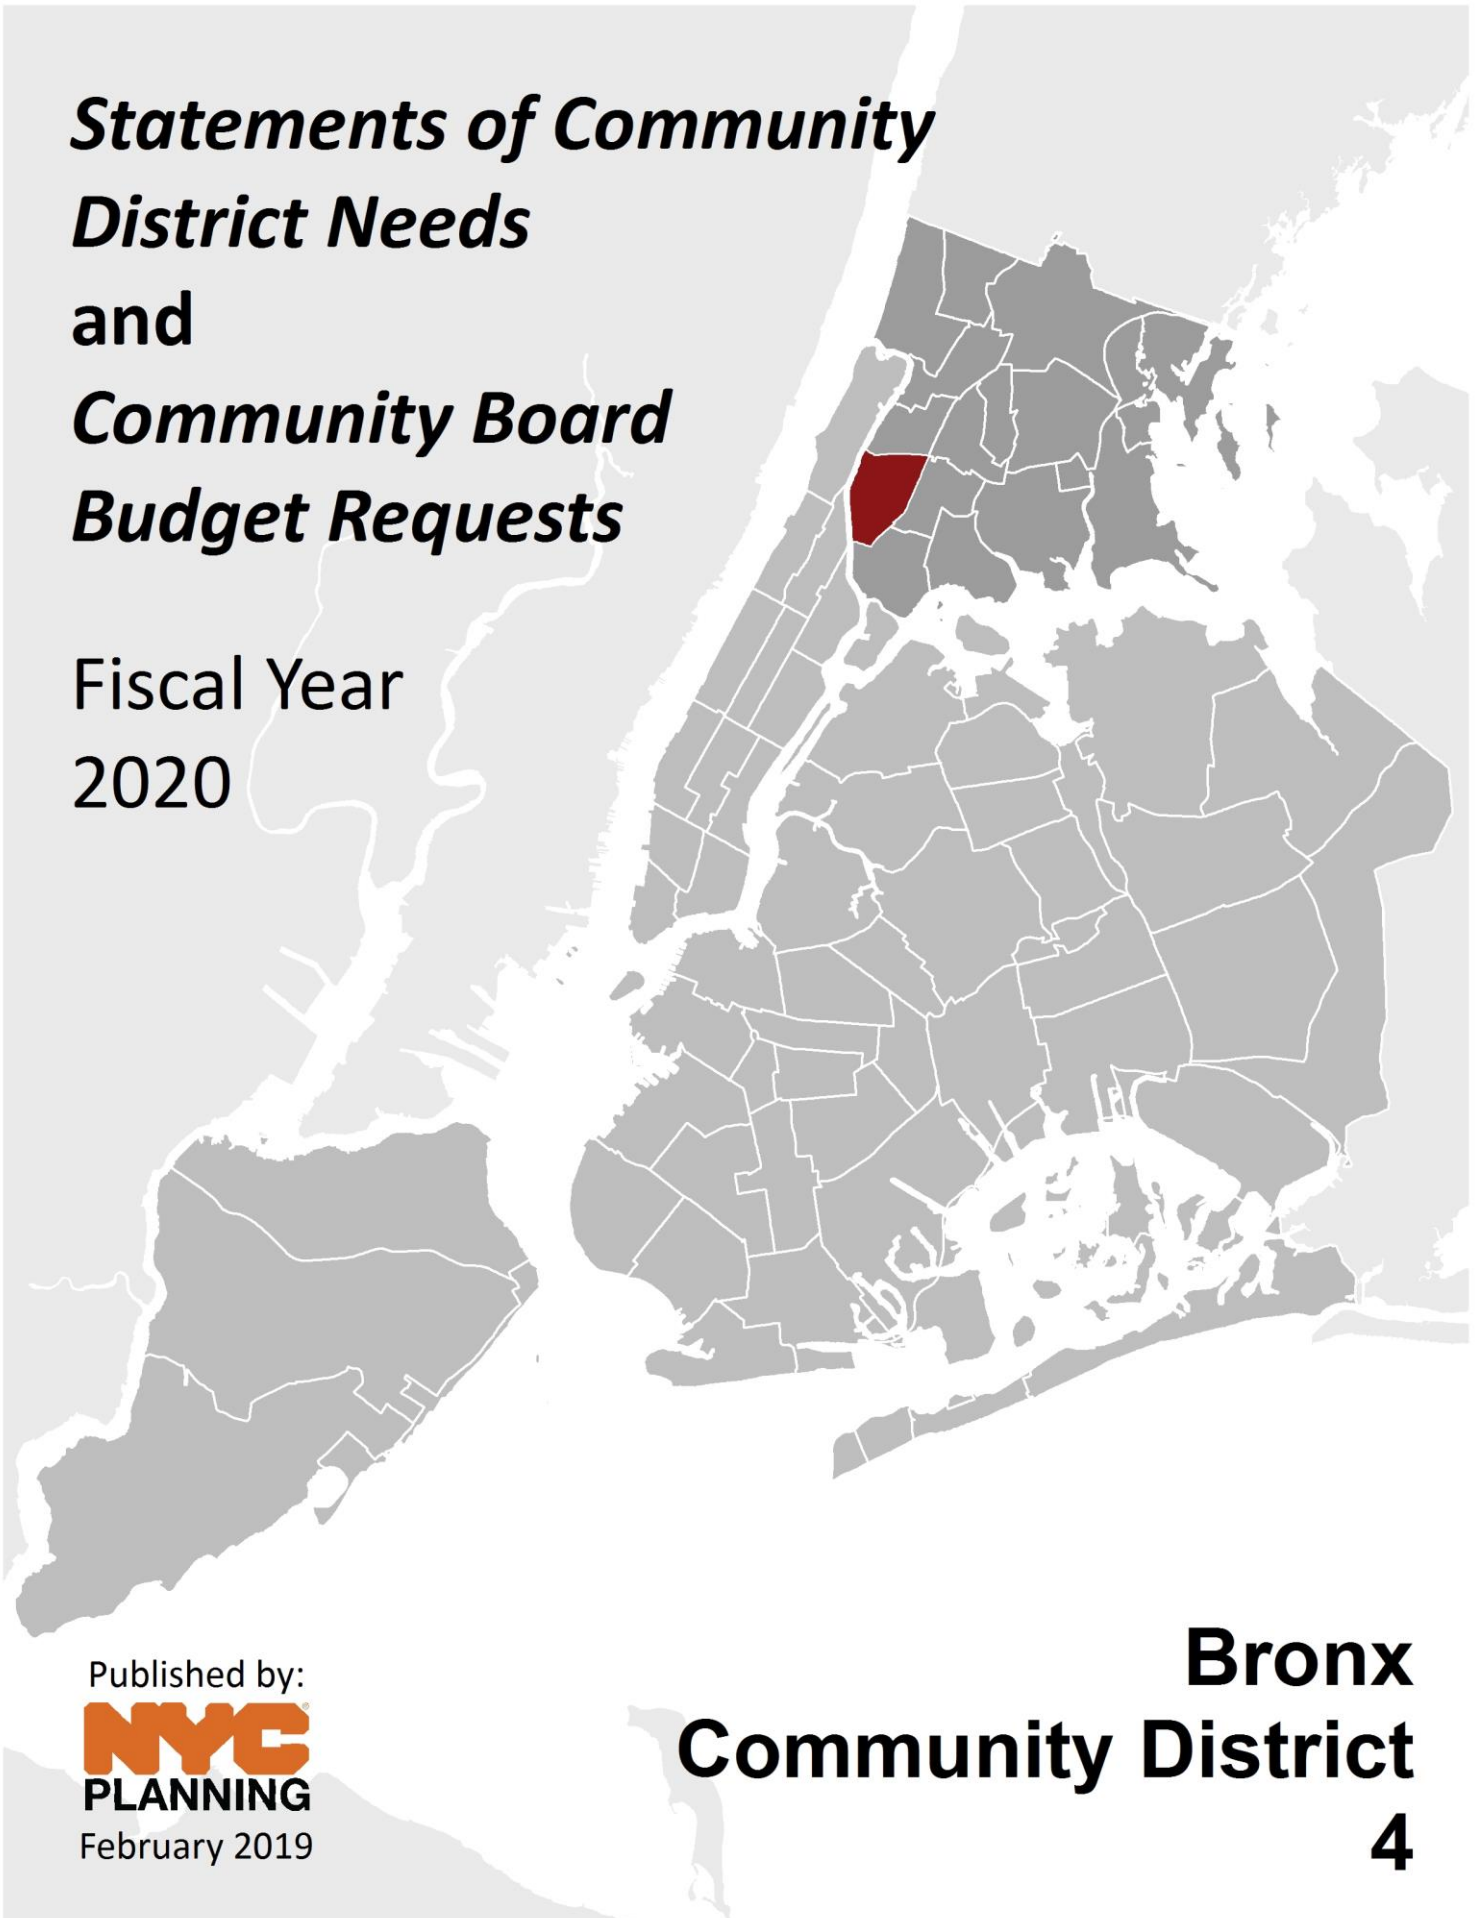 Statements of Community
District Needs
and
Community Board
Budget Requests
Fiscal Year
2020
Published by:
NYC
PLANNING
February 2019
Bronx
Community District
4